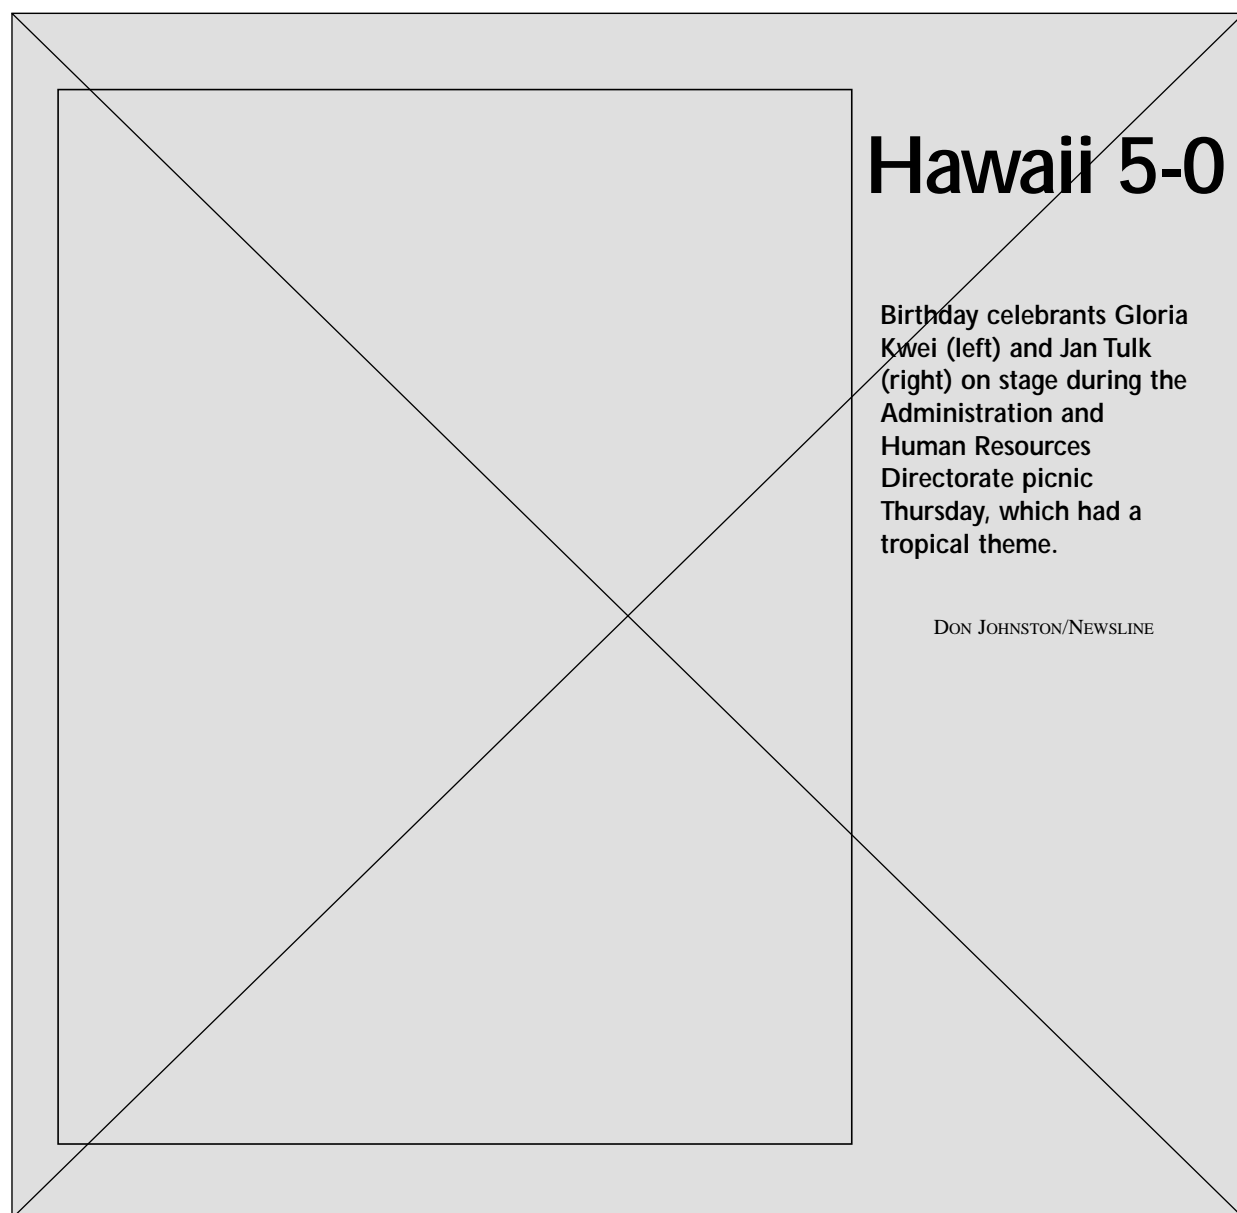 Hawaii 5-0
Birthday celebrants Gloria
Kwei (left) and Jan Tulk
(right) on stage during the
Administration and
Human Resources
Directorate picnic
Thursday, which had a
tropical theme.
DON JOHNSTON/NEWSLINE